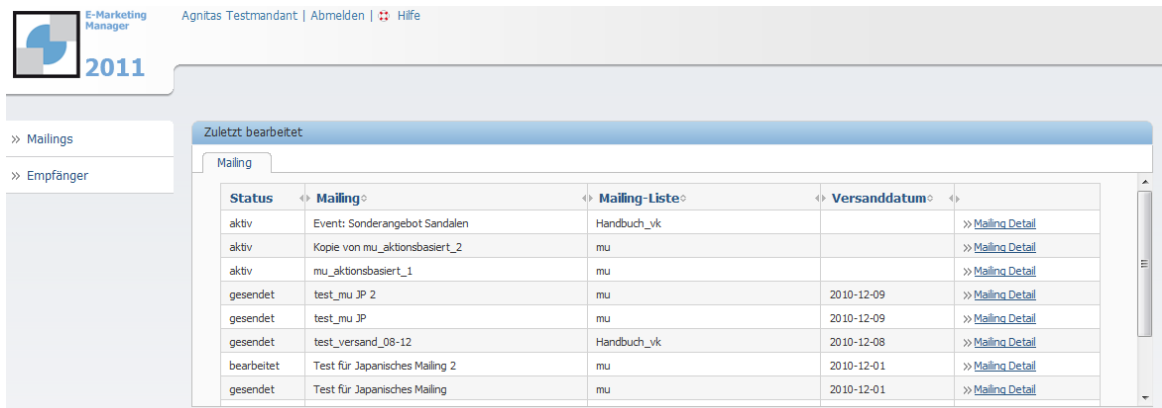 E-Marketing
Manager
2011
Agnitas Testmandant | Abmelden | Hilfe
» Mailings
» Empfänger
Zuletzt bearbeitet
Mailing
Status Mailing Mailing-Liste Versanddatum
aktiv Event: Sonderangebot Sandalen Handbuch_vk » Mailing Detail
aktiv Kopie von mu_aktionsbasiert_2 mu » Mailing Detail
aktiv mu_aktionsbasiert_1 mu » Mailing Detail
gesendet test_mu JP 2 mu 2010-12-09 » Mailing Detail
gesendet test_mu JP mu 2010-12-09 » Mailing Detail
gesendet test_versand_08-12 Handbuch_vk 2010-12-08 » Mailing Detail
bearbeitet Test für Japanisches Mailing 2 mu 2010-12-01 » Mailing Detail
gesendet Test für Japanisches Mailing mu 2010-12-01 » Mailing Detail